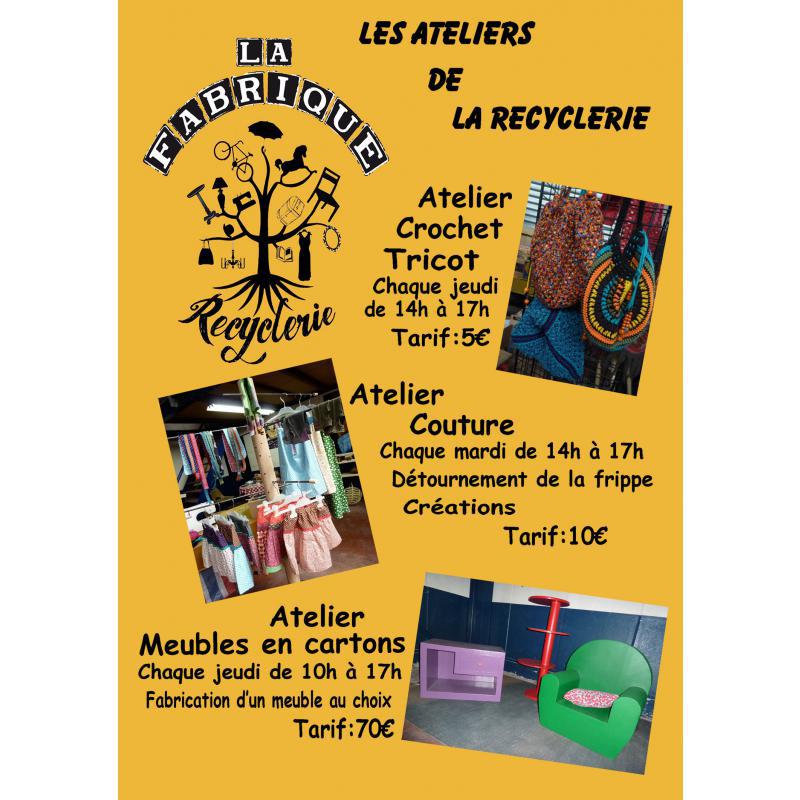 LA
FABRIQUE
Recyclerie
LES ATELIERS
DE
LA RECYCLERIE
Atelier
Crochet
Tricot
Chaque jeudi
de 14h à 17h
Tarif:5€
Atelier
Couture
Chaque mardi de 14h à 17h
Détournement de la frippe
Créations
Tarif:10€
Atelier
Meubles en cartons
Chaque jeudi de 10h à 17h
Fabrication d'un meuble au choix
Tarif:70€